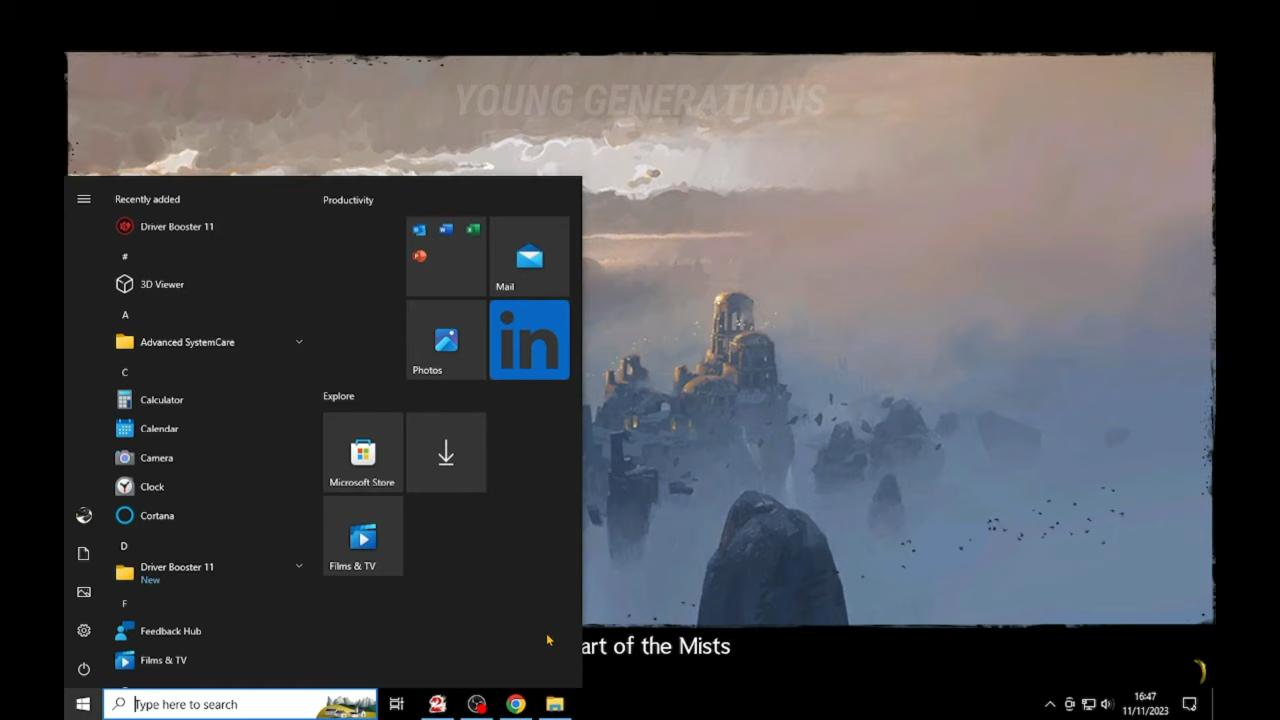 YOUNG GENERATIONS
Recently added
Driver Booster 11
#
3D Viewer
A
Advanced SystemCare
C
Calculator
Calendar
Camera
Clock
Cortana
D
Driver Booster 11
New
F
Feedback Hub
Films & TV
Productivity
Mail
Photos
in
Explore
Microsoft Store
Films & TV
art of the Mists
Type here to search
16:47
11/11/2023